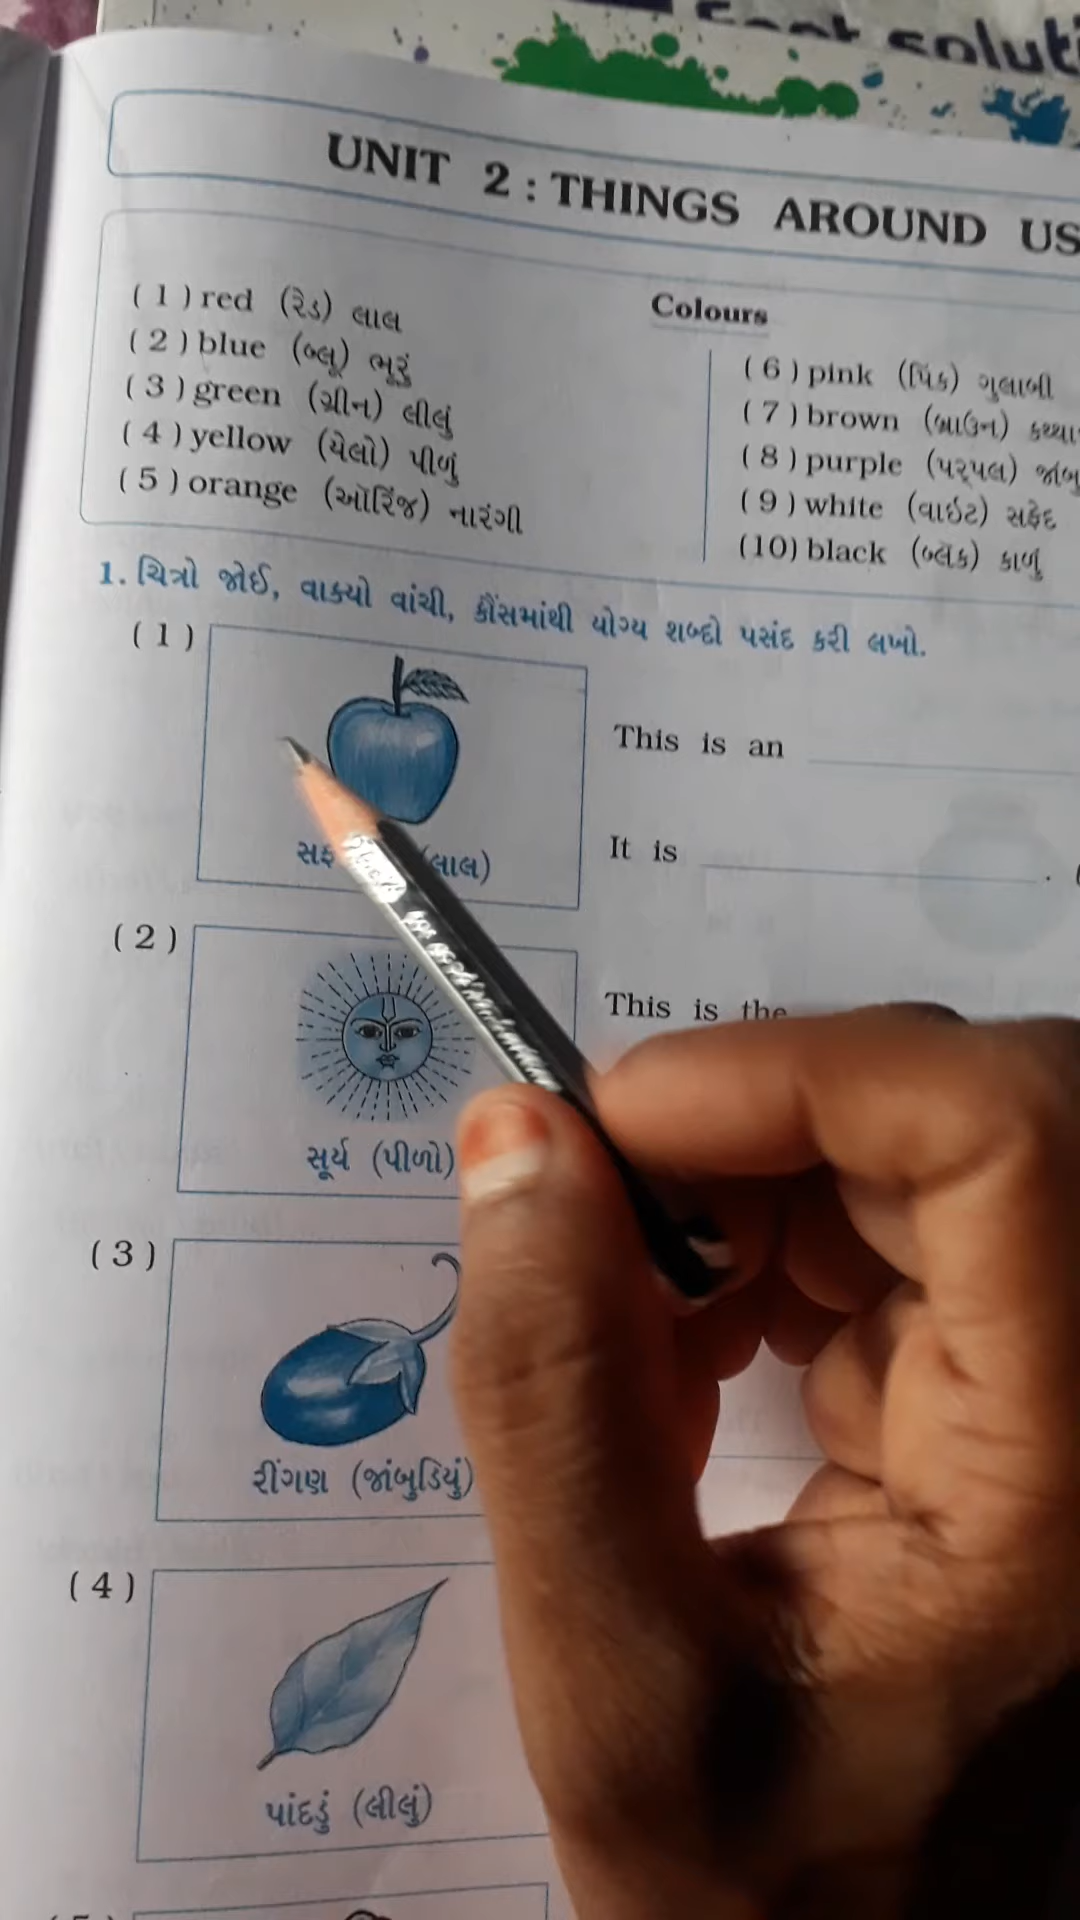 soluti
UNIT 2 : THINGS AROUND US
Colours
( 1 ) red (રેડ) લાલ
( 2 ) blue (બ્લૂ) ભૂરું
( 3 ) green (ગ્રીન) લીલું
( 4 ) yellow (યેલો) પીળું
( 5 ) orange (ઑરિંજ) નારંગી
( 6 ) pink (પિંક) ગુલાબી
( 7 ) brown (બ્રાઉન) કથ્થા
( 8 ) purple (પર્પલ) જાંબુ
( 9 ) white (વાઇટ) સફેદ
(10) black (બ્લૅક) કાળું
1. ચિત્રો જોઈ, વાક્યો વાંચી, કૌંસમાંથી યોગ્ય શબ્દો પસંદ કરી લખો.
( 1 )
This is an
સફ (લાલ)
It is .
( 2 )
This is the
સૂર્ય (પીળો)
( 3 )
રીંગણ (જાંબુડિયું)
( 4 )
પાંદડું (લીલું)